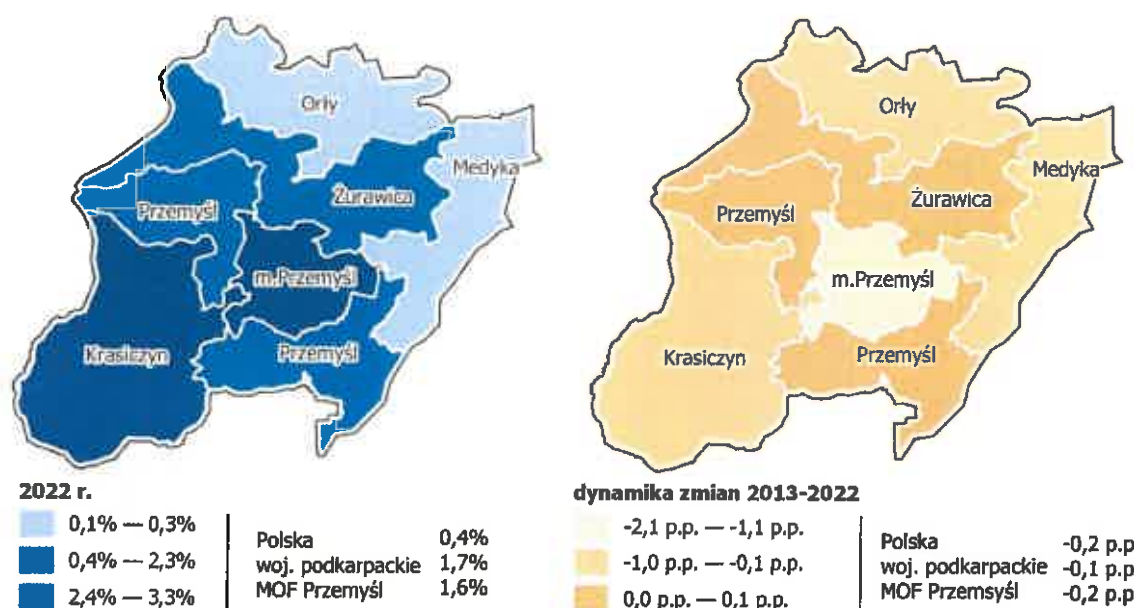 Orły
Medyka
Żurawica
Przemyśl
m.Przemyśl
Krasiczyn
Przemyśl
2022 r.
0,1% — 0,3%
0,4% — 2,3%
2,4% — 3,3%
Polska 0,4%
woj. podkarpackie 1,7%
MOF Przemyśl 1,6%
Orły
Medyka
Żurawica
Przemyśl
m.Przemyśl
Krasiczyn
Przemyśl
dynamika zmian 2013-2022
-2,1 p.p. — -1,1 p.p.
-1,0 p.p. — -0,1 p.p.
0,0 p.p. — 0,1 p.p.
Polska -0,2 p.p
woj. podkarpackie -0,1 p.p
MOF Przemsyśl -0,2 p.p